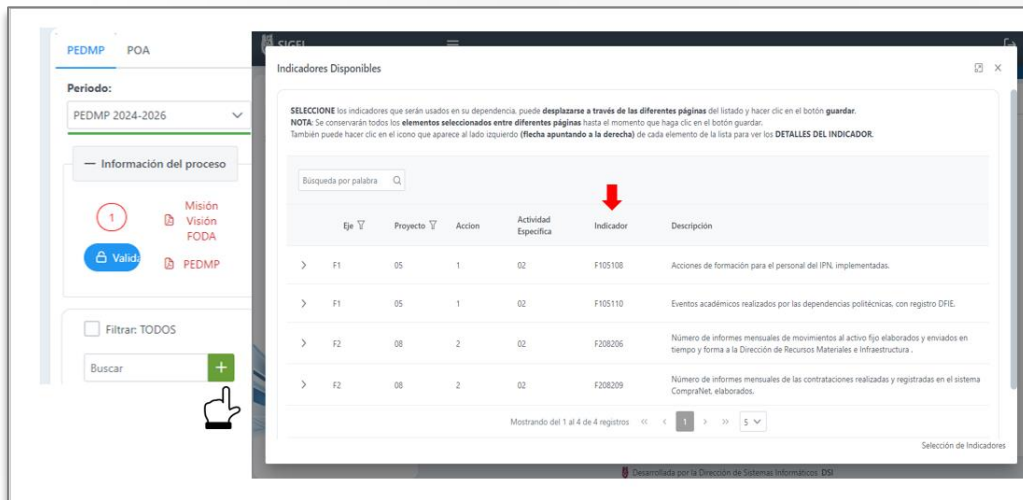 PEDMP POA
Periodo:
PEDMP 2024-2026
Información del proceso
1
Misión
Visión
FODA
PEDMP
Filtrar: TODOS
Buscar
+
Indicadores Disponibles
SELECCIONE los indicadores que serán usados en su dependencia, puede desplazarse a través de las diferentes páginas del listado y hacer clic en el botón guardar.
NOTA: Se conservarán todos los elementos seleccionados entre diferentes páginas hasta el momento que haga clic en el botón guardar.
También puede hacer clic en el icono que aparece al lado izquierdo (flecha apuntando a la derecha) de cada elemento de la lista para ver los DETALLES DEL INDICADOR.
Búsqueda por palabra
Eje Proyecto Accion Actividad Especifica Indicador Descripción
F1 05 1 02 F105108 Acciones de formación para el personal del IPN, implementadas.
F1 05 1 02 F105110 Eventos académicos realizados por las dependencias politécnicas, con registro DFIE.
F2 08 2 02 F208206 Número de informes mensuales de movimientos al activo fijo elaborados y enviados en
tiempo y forma a la Dirección de Recursos Materiales e Infraestructura .
F2 08 2 02 F208209 Número de informes mensuales de las contrataciones realizadas y registradas en el sistema
CompraNet, elaborados.
Mostrando del 1 al 4 de 4 registros « ‹ 1 › » 5
Selección de Indicadores
Desarrollada por la Dirección de Sistemas Informáticos DSI